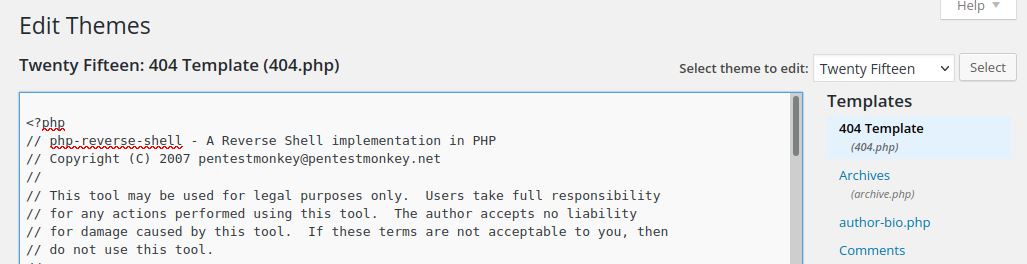 Help
Edit Themes
Twenty Fifteen: 404 Template (404.php)
Select theme to edit: Twenty Fifteen Select
<?php
// php-reverse-shell - A Reverse Shell implementation in PHP
// Copyright (C) 2007 pentestmonkey@pentestmonkey.net
//
// This tool may be used for legal purposes only.  Users take full responsibility
// for any actions performed using this tool.  The author accepts no liability
// for damage caused by this tool.  If these terms are not acceptable to you, then
// do not use this tool.
//
Templates
404 Template
(404.php)
Archives
(archive.php)
author-bio.php
Comments